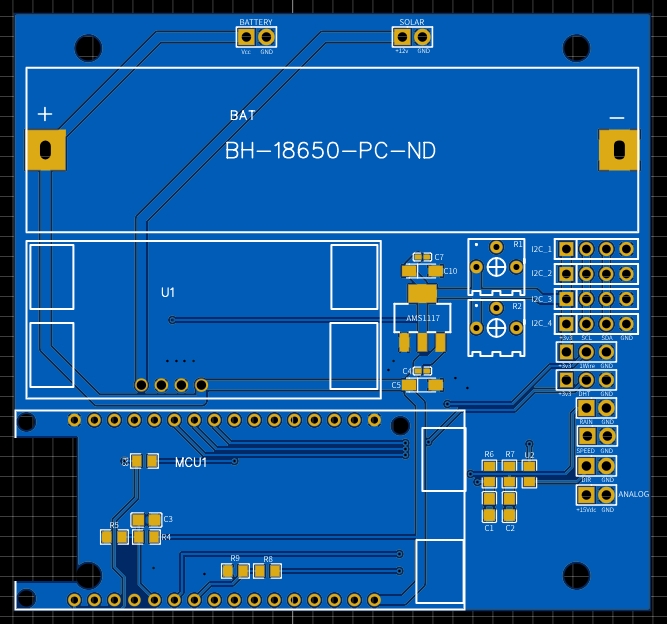 BATTERY
SOLAR
Vcc GND
+12v GND
+
BAT
BH-18650-PC-ND
−
U1
C7
C10
AMS1117
C4
C5
R1
R2
I2C_1
I2C_2
I2C_3
I2C_4
+3v3 SCL SDA GND
+3v3 1Wire GND
+3v3 DHT GND
RAIN GND
SPEED GND
DIR GND
ANALOG
+15Vdc GND
MCU1
R6 R7 U2
C1 C2
C3
R5
R4
R9 R8